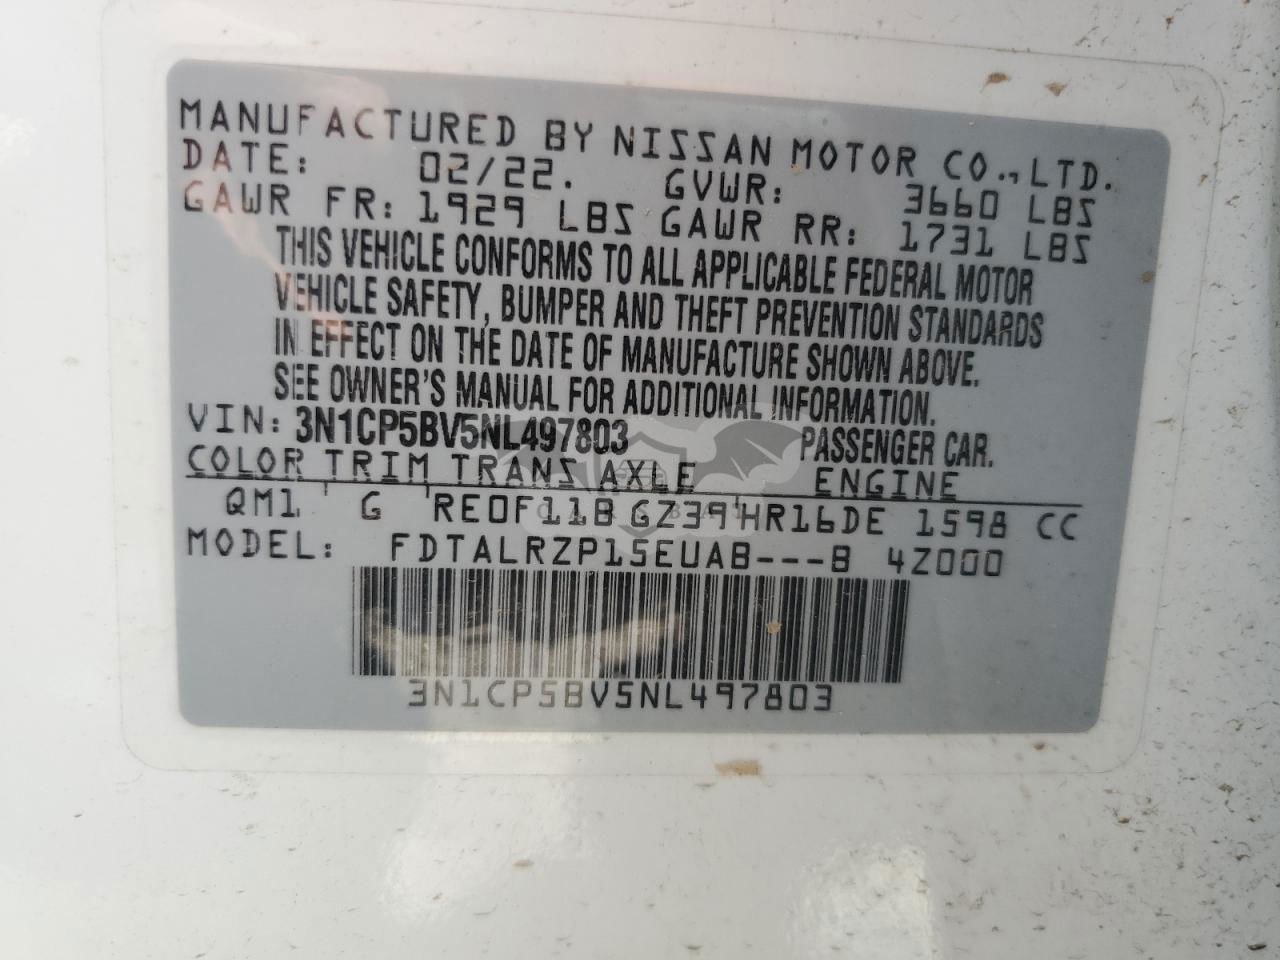 MANUFACTURED BY NISSAN MOTOR CO., LTD.
DATE: 02/22. GVWR: 3660 LBS
GAWR FR: 1929 LBS GAWR RR: 1731 LBS
THIS VEHICLE CONFORMS TO ALL APPLICABLE FEDERAL MOTOR
VEHICLE SAFETY, BUMPER AND THEFT PREVENTION STANDARDS
IN EFFECT ON THE DATE OF MANUFACTURE SHOWN ABOVE.
SEE OWNER'S MANUAL FOR ADDITIONAL INFORMATION.
VIN: 3N1CP5BV5NL497803 PASSENGER CAR.
COLOR TRIM TRANS AXLE ENGINE
QM1 G RE0F11B GZ39 HR16DE 1598 CC
MODEL: FDTALRZP15EUAB---B 4Z000
3N1CP5BV5NL497803